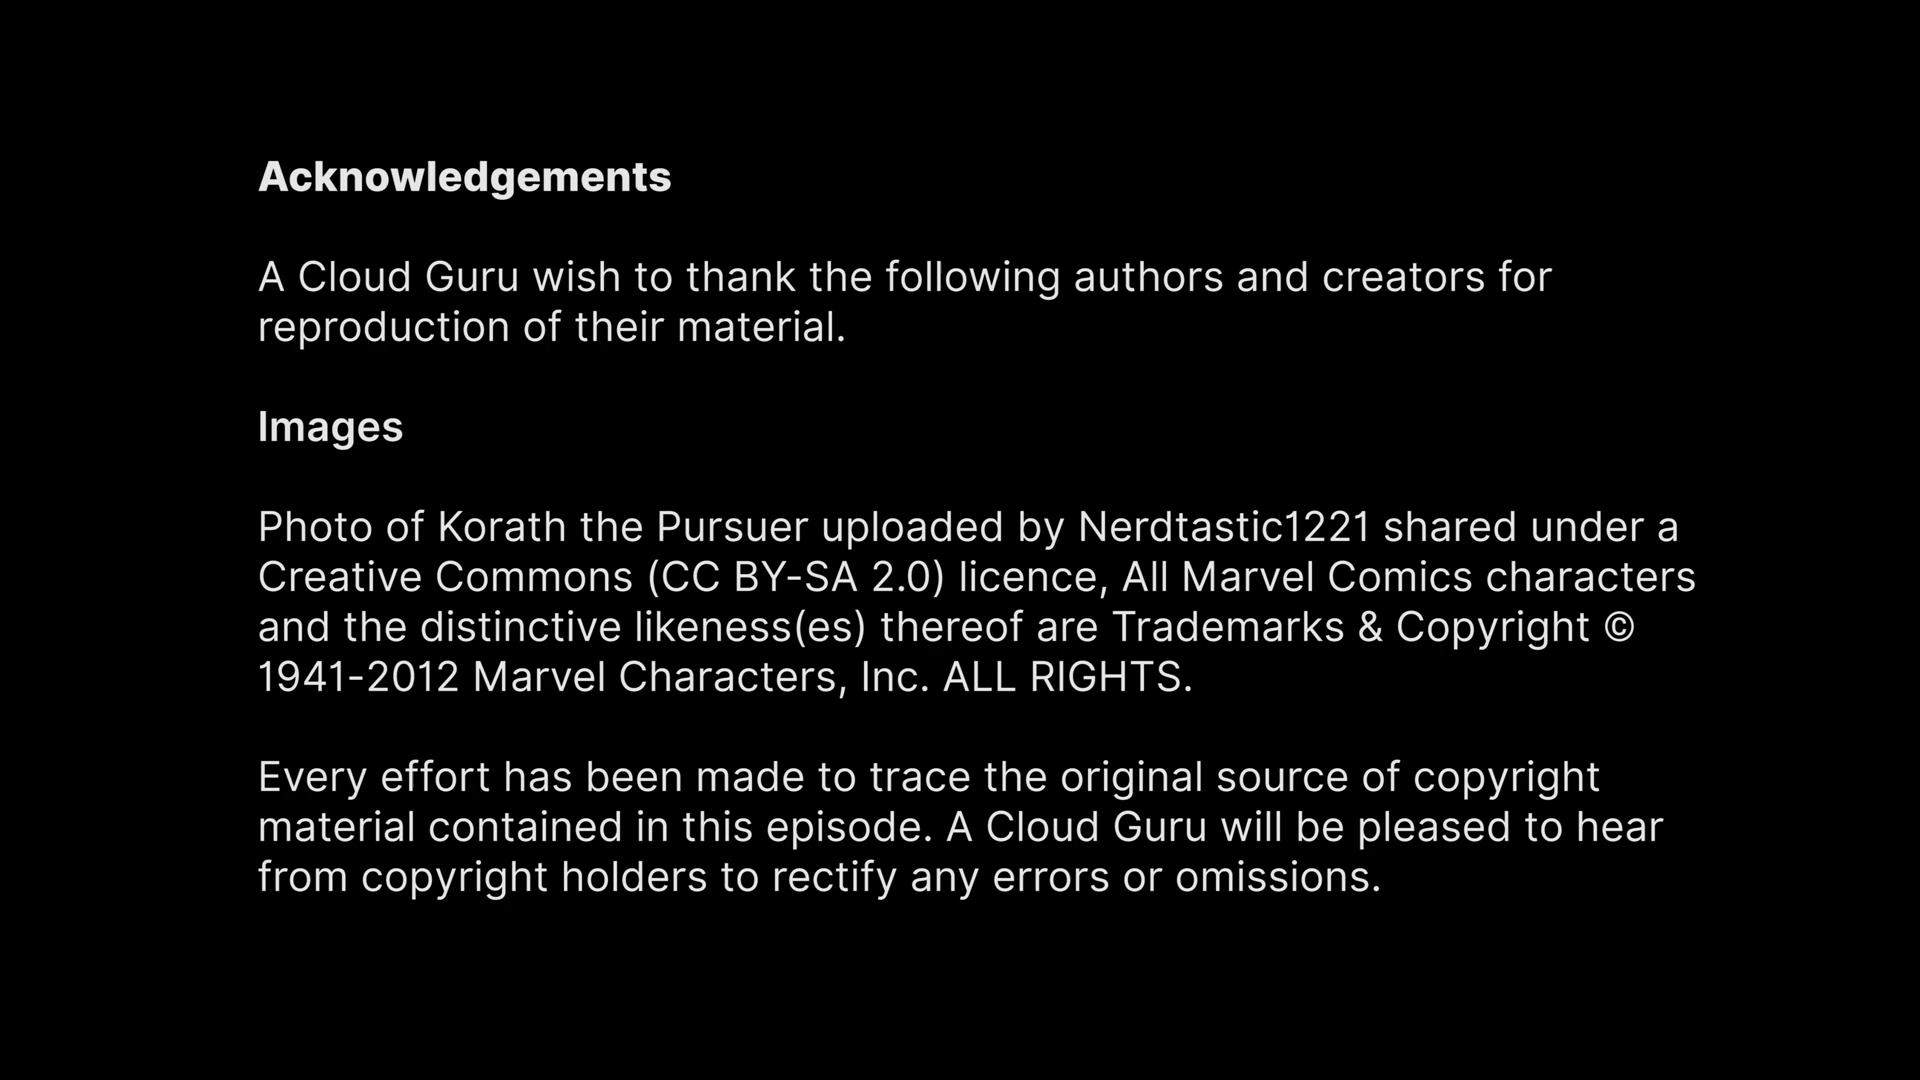 Acknowledgements
A Cloud Guru wish to thank the following authors and creators for
reproduction of their material.
Images
Photo of Korath the Pursuer uploaded by Nerdtastic1221 shared under a
Creative Commons (CC BY-SA 2.0) licence, All Marvel Comics characters
and the distinctive likeness(es) thereof are Trademarks & Copyright ©
1941-2012 Marvel Characters, Inc. ALL RIGHTS.
Every effort has been made to trace the original source of copyright
material contained in this episode. A Cloud Guru will be pleased to hear
from copyright holders to rectify any errors or omissions.